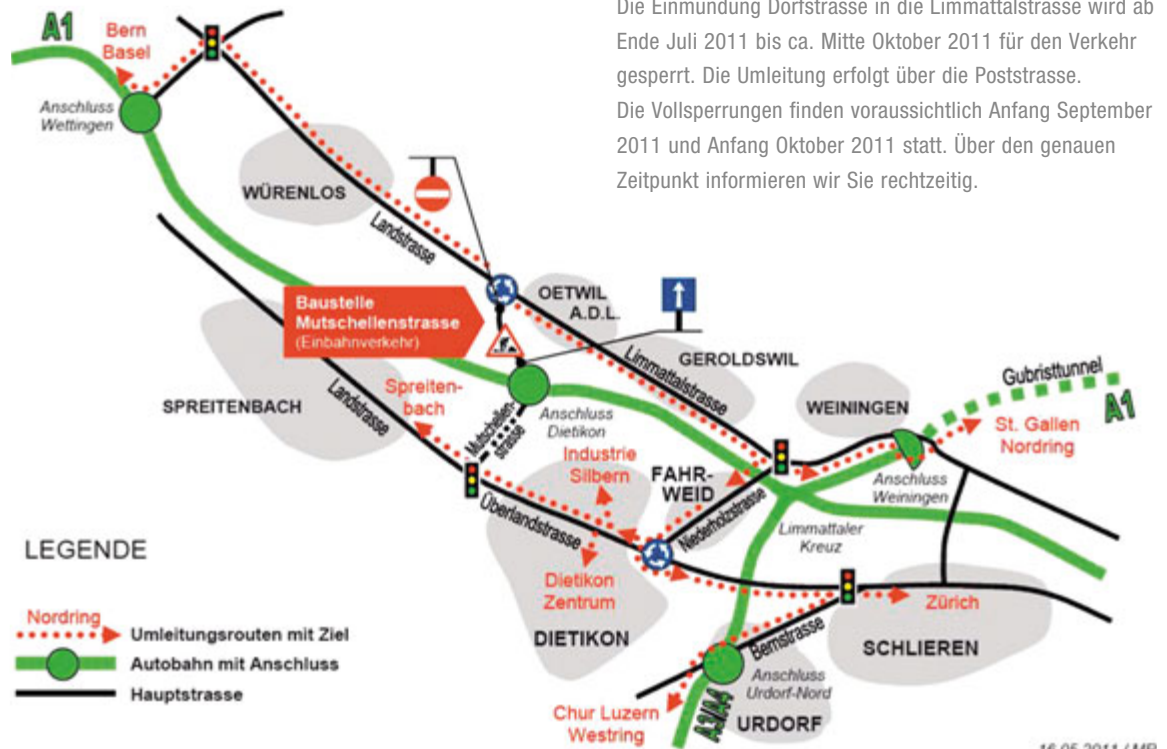 Die Einmündung Dorfstrasse in die Limmattalstrasse wird ab
Ende Juli 2011 bis ca. Mitte Oktober 2011 für den Verkehr
gesperrt. Die Umleitung erfolgt über die Poststrasse.
Die Vollsperrungen finden voraussichtlich Anfang September
2011 und Anfang Oktober 2011 statt. Über den genauen
Zeitpunkt informieren wir Sie rechtzeitig.
A1
Bern
Basel
Anschluss
Wettingen
WÜRENLOS
Landstrasse
Baustelle
Mutschellenstrasse
(Einbahnverkehr)
OETWIL
A.D.L.
GEROLDSWIL
Limmattalstrasse
SPREITENBACH
Landstrasse
Spreiten-
bach
Mutschellen-
strasse
Anschluss
Dietikon
Industrie
Silbern
FAHR-
WEID
Niederholzstrasse
WEININGEN
Gubristtunnel
A1
St. Gallen
Nordring
Anschluss
Weiningen
Limmattaler
Kreuz
Überlandstrasse
Dietikon
Zentrum
DIETIKON
Zürich
SCHLIEREN
Bernstrasse
Anschluss
Urdorf-Nord
URDORF
A3/A4
Chur Luzern
Westring
LEGENDE
Nordring
Umleitungsrouten mit Ziel
Autobahn mit Anschluss
Hauptstrasse